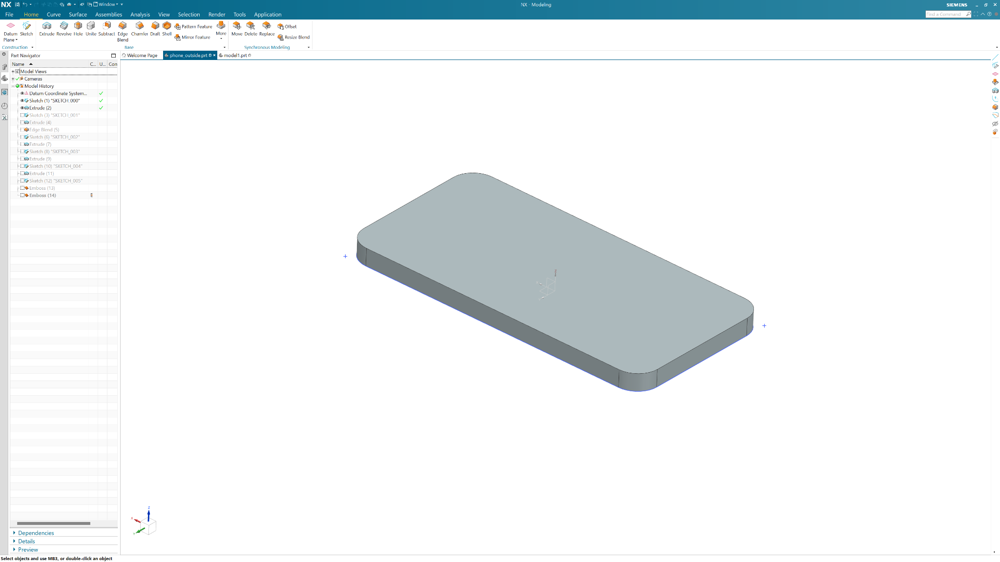 NX
Window
NX - Modeling
SIEMENS
File Home Curve Surface Assemblies Analysis View Selection Render Tools Application
Find a Command
Datum Plane
Sketch
Extrude
Revolve
Hole
Unite
Subtract
Edge Blend
Chamfer
Draft
Shell
Pattern Feature
Mirror Feature
More
Move
Delete
Replace
Offset
Resize Blend
Construction
Base
Synchronous Modeling
Part Navigator
Welcome Page
phone_outside.prt
model1.prt
Name C... U... Con
Model Views
Cameras
Model History
Datum Coordinate System...
Sketch (1) "SKETCH_000"
Extrude (2)
Sketch (3) "SKETCH_001"
Extrude (4)
Edge Blend (5)
Sketch (6) "SKETCH_002"
Extrude (7)
Sketch (8) "SKETCH_003"
Extrude (9)
Sketch (10) "SKETCH_004"
Extrude (11)
Sketch (12) "SKETCH_005"
Emboss (13)
Emboss (14)
Z
X
Z
X
Y
Dependencies
Details
Preview
Select objects and use MB3, or double-click an object